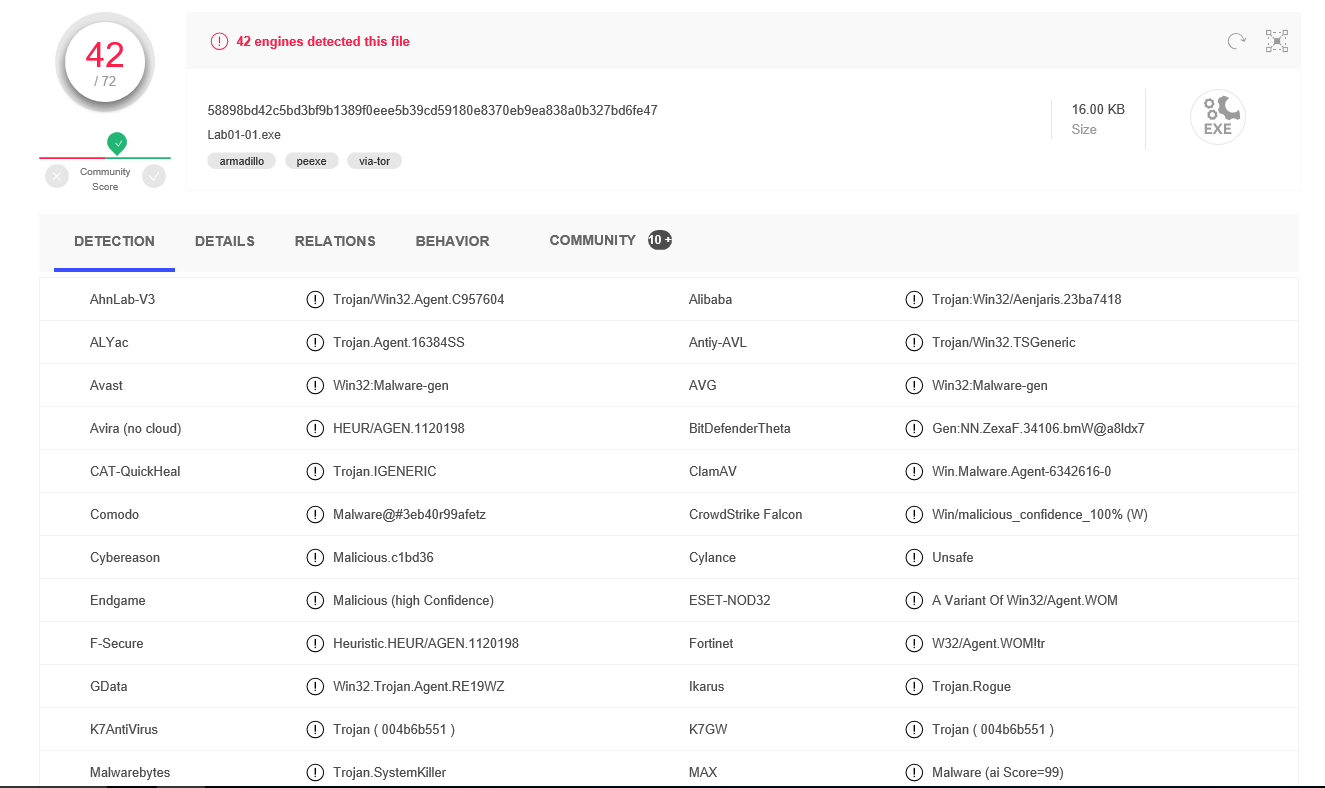 42
/ 72
Community
Score
42 engines detected this file
58898bd42c5bd3bf9b1389f0eee5b39cd59180e8370eb9ea838a0b327bd6fe47
Lab01-01.exe
armadillo peexe via-tor
16.00 KB
Size
EXE
DETECTION DETAILS RELATIONS BEHAVIOR COMMUNITY 10 +
AhnLab-V3 Trojan/Win32.Agent.C957604 Alibaba Trojan:Win32/Aenjaris.23ba7418
ALYac Trojan.Agent.16384SS Antiy-AVL Trojan/Win32.TSGeneric
Avast Win32:Malware-gen AVG Win32:Malware-gen
Avira (no cloud) HEUR/AGEN.1120198 BitDefenderTheta Gen:NN.ZexaF.34106.bmW@a8ldx7
CAT-QuickHeal Trojan.IGENERIC ClamAV Win.Malware.Agent-6342616-0
Comodo Malware@#3eb40r99afetz CrowdStrike Falcon Win/malicious_confidence_100% (W)
Cybereason Malicious.c1bd36 Cylance Unsafe
Endgame Malicious (high Confidence) ESET-NOD32 A Variant Of Win32/Agent.WOM
F-Secure Heuristic.HEUR/AGEN.1120198 Fortinet W32/Agent.WOM!tr
GData Win32.Trojan.Agent.RE19WZ Ikarus Trojan.Rogue
K7AntiVirus Trojan ( 004b6b551 ) K7GW Trojan ( 004b6b551 )
Malwarebytes Trojan.SystemKiller MAX Malware (ai Score=99)